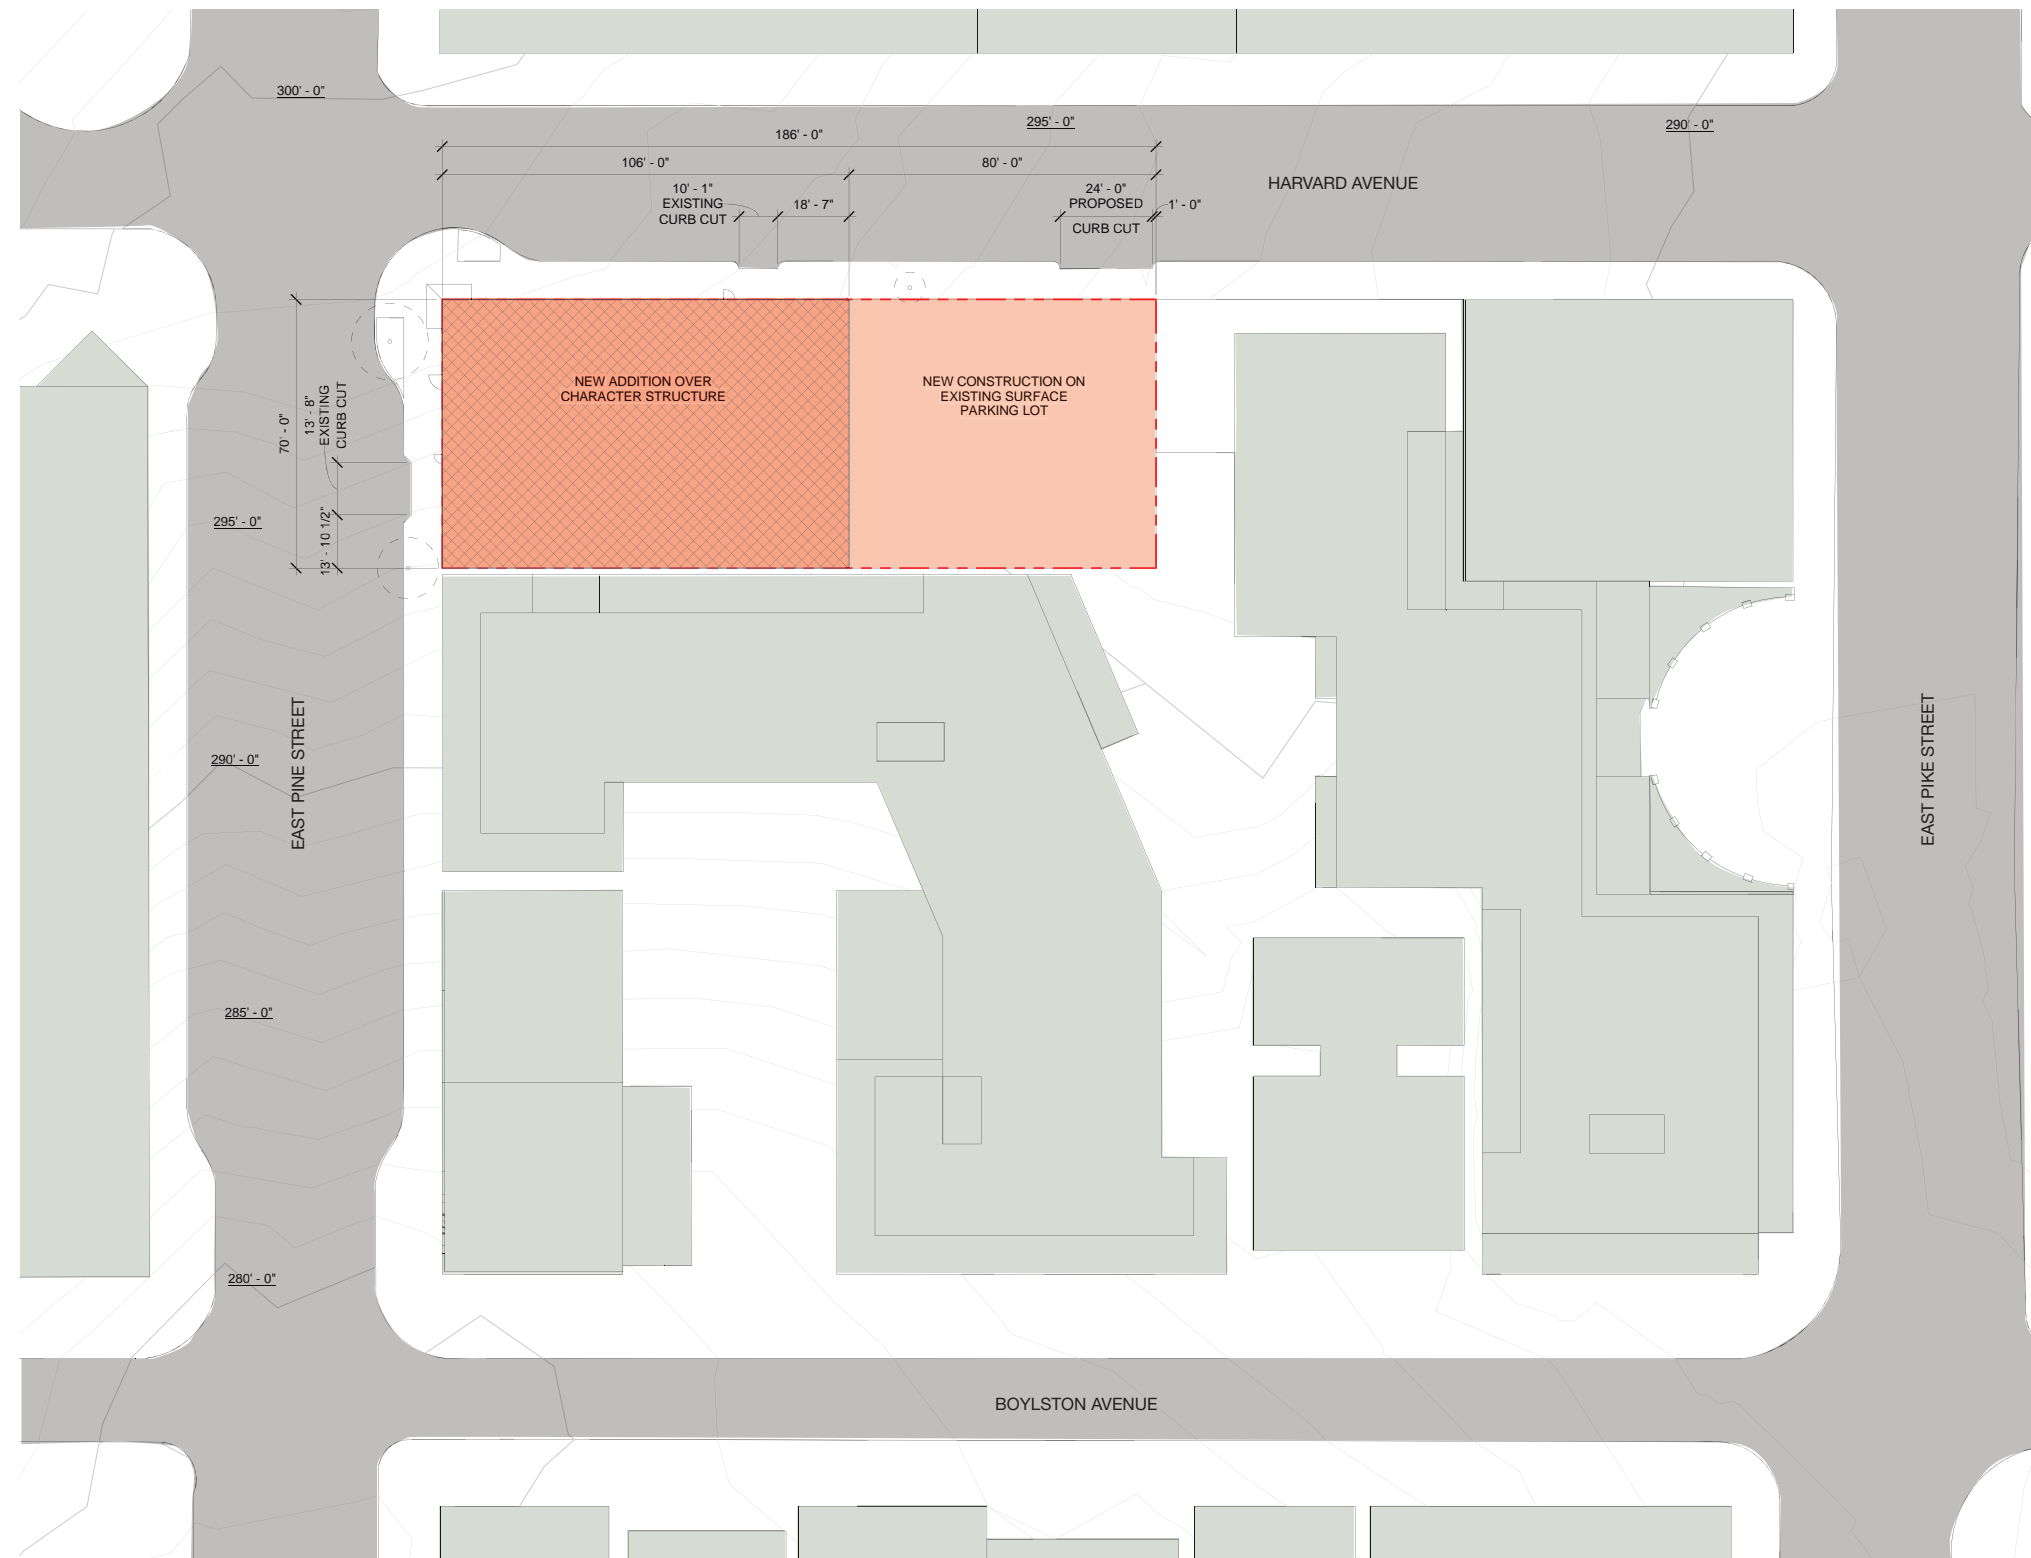 300' - 0"
295' - 0"
290' - 0"
186' - 0"
106' - 0"
80' - 0"
HARVARD AVENUE
10' - 1"
EXISTING
CURB CUT
18' - 7"
24' - 0"
PROPOSED
CURB CUT
1' - 0"
NEW ADDITION OVER
CHARACTER STRUCTURE
NEW CONSTRUCTION ON
EXISTING SURFACE
PARKING LOT
70' - 0"
13' - 8"
EXISTING
CURB CUT
13' - 10 1/2"
295' - 0"
EAST PINE STREET
290' - 0"
EAST PIKE STREET
285' - 0"
280' - 0"
BOYLSTON AVENUE